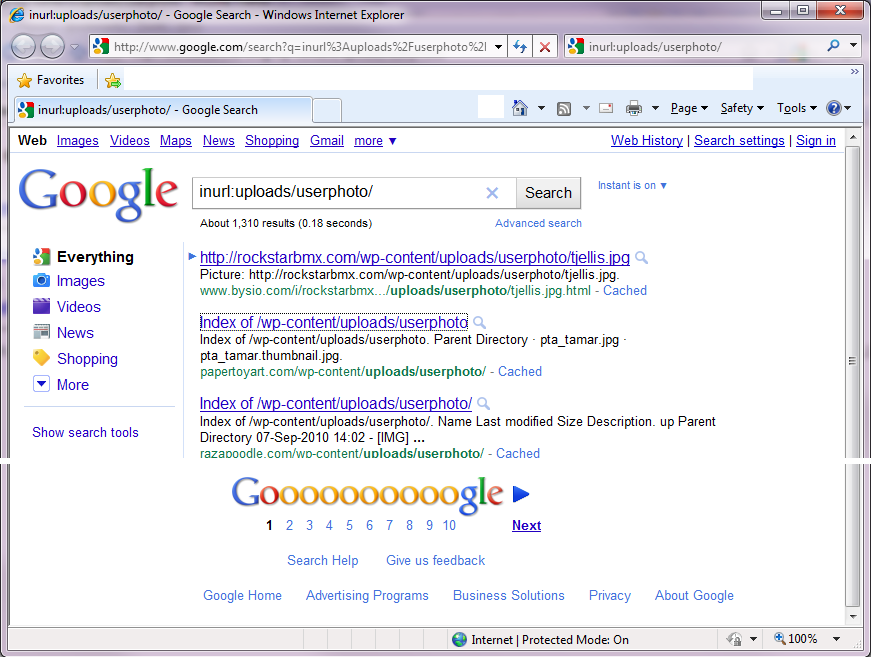 inurl:uploads/userphoto/ - Google Search - Windows Internet Explorer
http://www.google.com/search?q=inurl%3Auploads%2Fuserphoto%2
inurl:uploads/userphoto/
Favorites
inurl:uploads/userphoto/ - Google Search
Page Safety Tools
Web Images Videos Maps News Shopping Gmail more Web History | Search settings | Sign in
Google
inurl:uploads/userphoto/
Search
Instant is on
About 1,310 results (0.18 seconds)
Advanced search
Everything
Images
Videos
News
Shopping
More
Show search tools
http://rockstarbmx.com/wp-content/uploads/userphoto/tjellis.jpg
Picture: http://rockstarbmx.com/wp-content/uploads/userphoto/tjellis.jpg.
www.bysio.com/i/rockstarbmx.../uploads/userphoto/tjellis.jpg.html - Cached
Index of /wp-content/uploads/userphoto
Index of /wp-content/uploads/userphoto. Parent Directory · pta_tamar.jpg ·
pta_tamar.thumbnail.jpg.
papertoyart.com/wp-content/uploads/userphoto/ - Cached
Index of /wp-content/uploads/userphoto/
Index of /wp-content/uploads/userphoto/. Name Last modified Size Description. up Parent
Directory 07-Sep-2010 14:02 - [IMG] ...
razapoodle.com/wp-content/uploads/userphoto/ - Cached
Goooooooooogle
1 2 3 4 5 6 7 8 9 10 Next
Search Help Give us feedback
Google Home Advertising Programs Business Solutions Privacy About Google
Internet | Protected Mode: On
100%